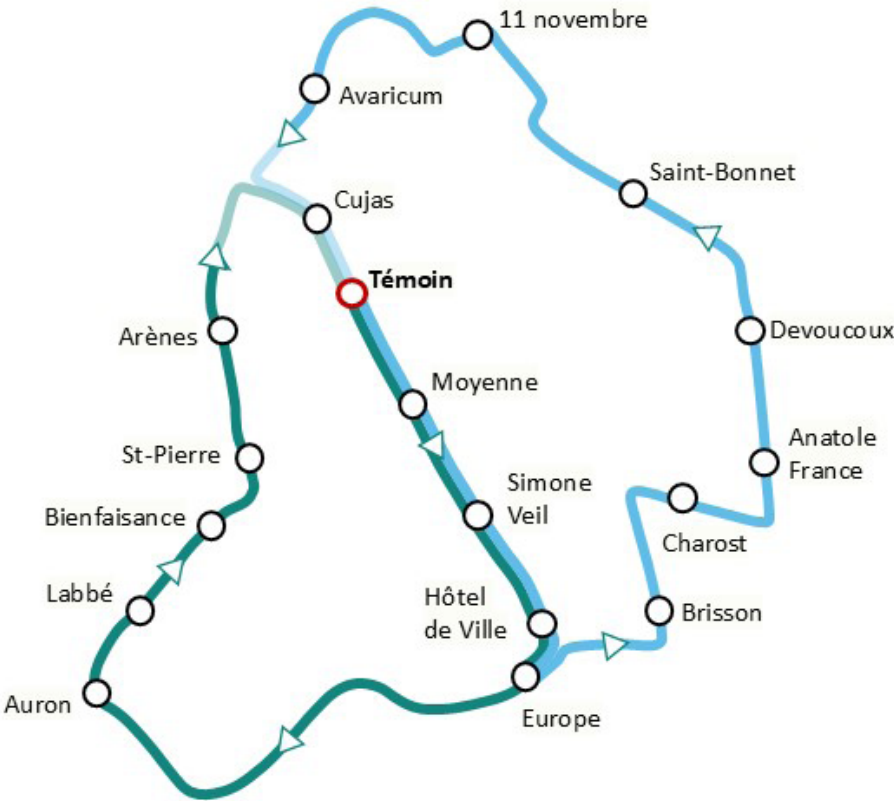 11 novembre
Avaricum
Saint-Bonnet
Cujas
Témoin
Arènes
Devoucoux
Moyenne
St-Pierre
Anatole
France
Simone
Veil
Bienfaisance
Charost
Labbé
Hôtel
de Ville
Brisson
Auron
Europe